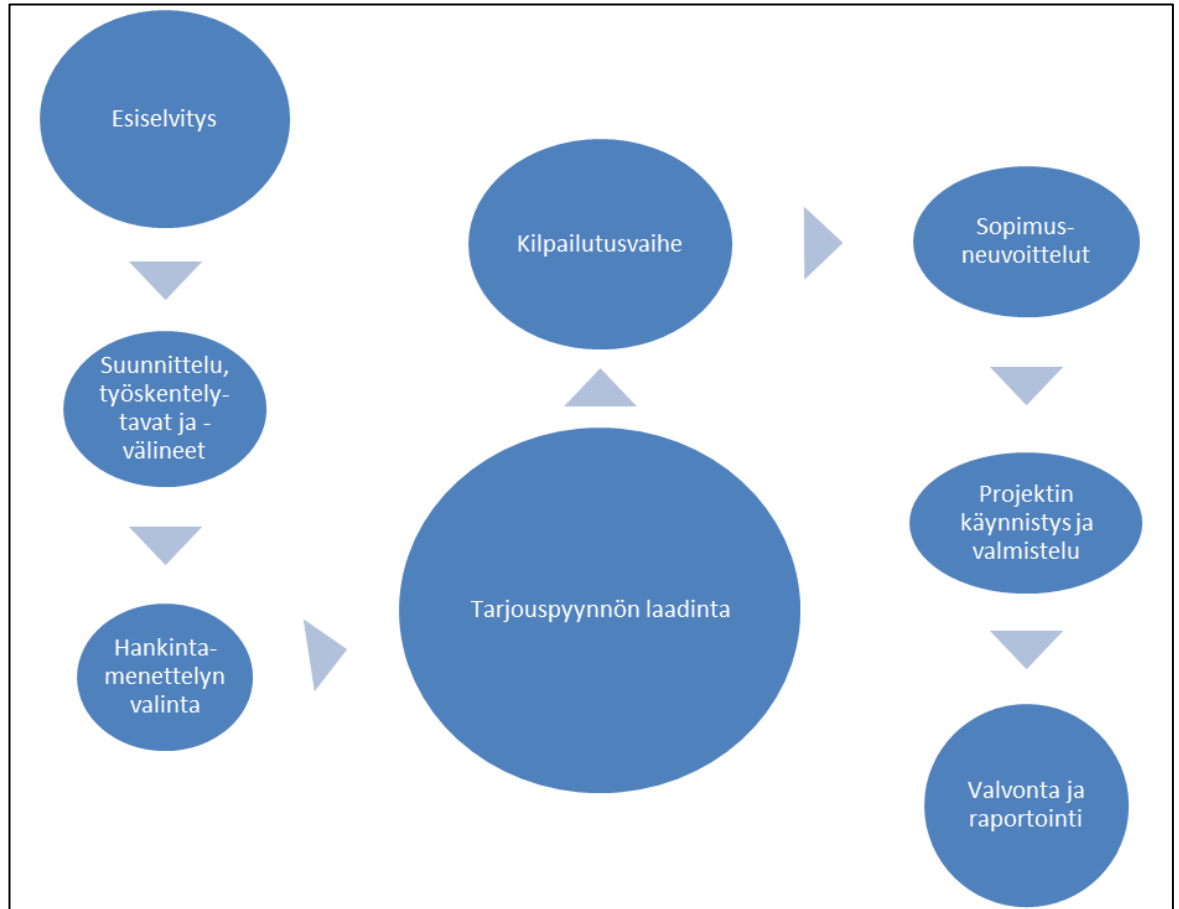 Esiselvitys
Suunnittelu,
työskentely-
tavat ja -
välineet
Hankinta-
menettelyn
valinta
Tarjouspyynnön laadinta
Kilpailutusvaihe
Sopimus-
neuvoittelut
Projektin
käynnistys ja
valmistelu
Valvonta ja
raportointi